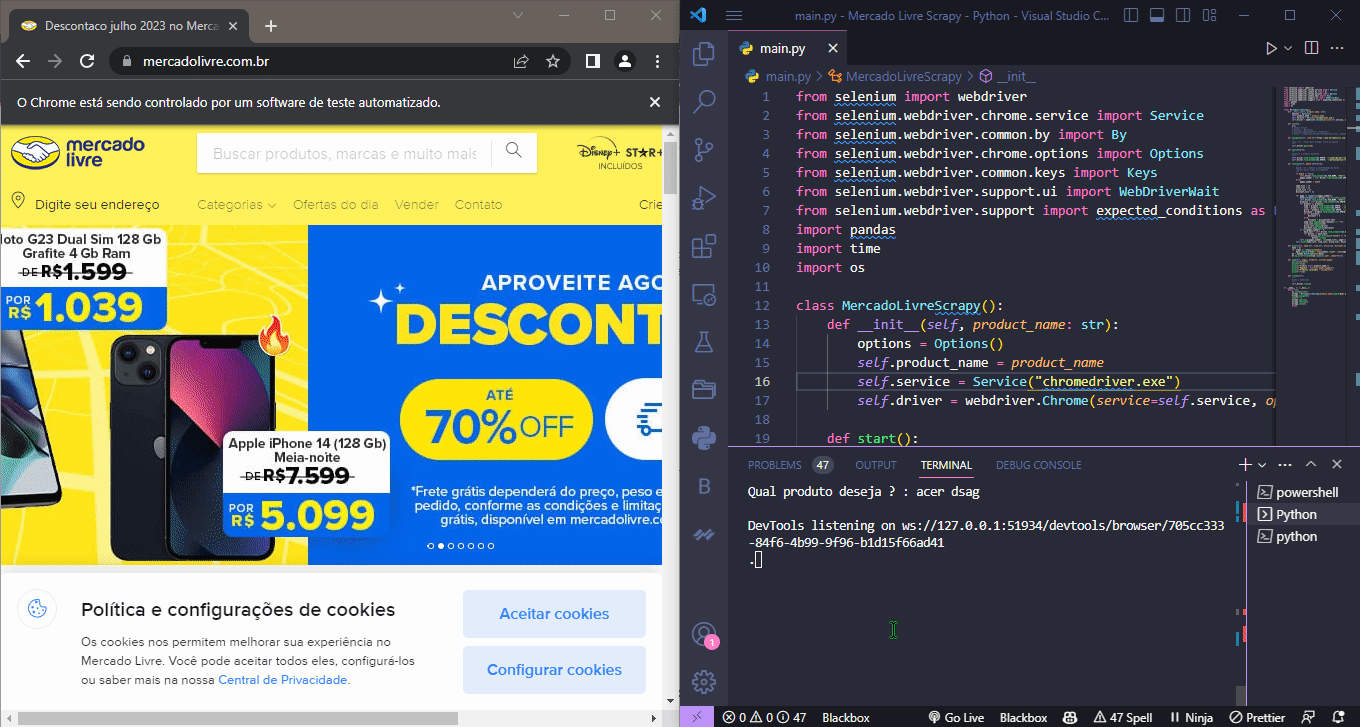 Descontaco julho 2023 no Merca
mercadolivre.com.br
O Chrome está sendo controlado por um software de teste automatizado.
mercado
livre
Buscar produtos, marcas e muito mais
Disney+ STAR+
INCLUÍDOS
Digite seu endereço
Categorias
Ofertas do dia
Vender
Contato
Crie
Moto G23 Dual Sim 128 Gb
Grafite 4 Gb Ram
DE R$1.599
POR R$ 1.039
Apple iPhone 14 (128 Gb)
Meia-noite
DE R$7.599
POR R$ 5.099
APROVEITE AGO
DESCONT
ATÉ
70% OFF
*Frete grátis dependerá do preço, peso e
pedido, conforme as condições e limitaç
grátis, disponível em mercadolivre.co
Política e configurações de cookies
Os cookies nos permitem melhorar sua experiência no
Mercado Livre. Você pode aceitar todos eles, configurá-los
ou saber mais na nossa Central de Privacidade.
Aceitar cookies
Configurar cookies
main.py - Mercado Livre Scrapy - Python - Visual Studio C...
main.py
main.py > MercadoLivreScrapy > __init__
1 from selenium import webdriver
2 from selenium.webdriver.chrome.service import Service
3 from selenium.webdriver.common.by import By
4 from selenium.webdriver.chrome.options import Options
5 from selenium.webdriver.common.keys import Keys
6 from selenium.webdriver.support.ui import WebDriverWait
7 from selenium.webdriver.support import expected_conditions as
8 import pandas
9 import time
10 import os
11
12 class MercadoLivreScrapy():
13 def __init__(self, product_name: str):
14 options = Options()
15 self.product_name = product_name
16 self.service = Service("chromedriver.exe")
17 self.driver = webdriver.Chrome(service=self.service, op
18
19 def start():
PROBLEMS 47 OUTPUT TERMINAL DEBUG CONSOLE
Qual produto deseja ? : acer dsag
DevTools listening on ws://127.0.0.1:51934/devtools/browser/705cc333
-84f6-4b99-9f96-b1d15f66ad41
.
powershell
Python
python
1
0 0 47 Blackbox Go Live Blackbox 47 Spell Ninja Prettier